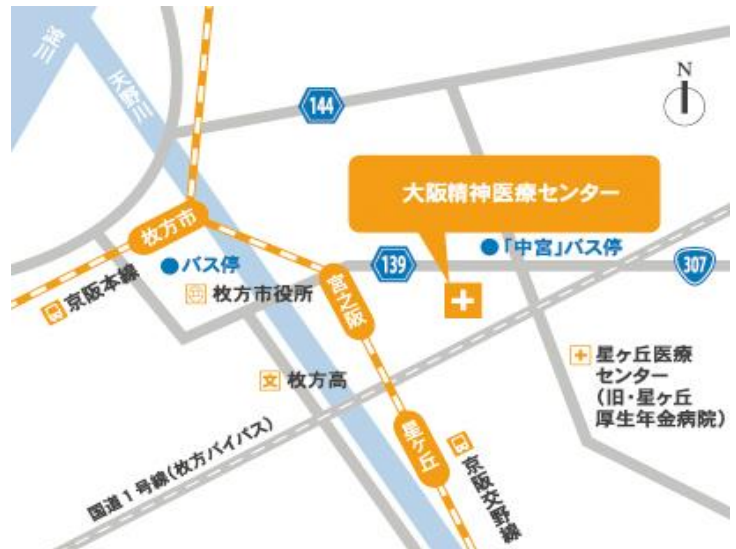 淀川
天野川
144
N
大阪精神医療センター
枚方市
バス停
139
「中宮」バス停
307
京阪本線
枚方市役所
宮之阪
枚方高
星ヶ丘医療
センター
(旧・星ヶ丘
厚生年金病院)
国道1号線(枚方バイパス)
星ヶ丘
京阪交野線